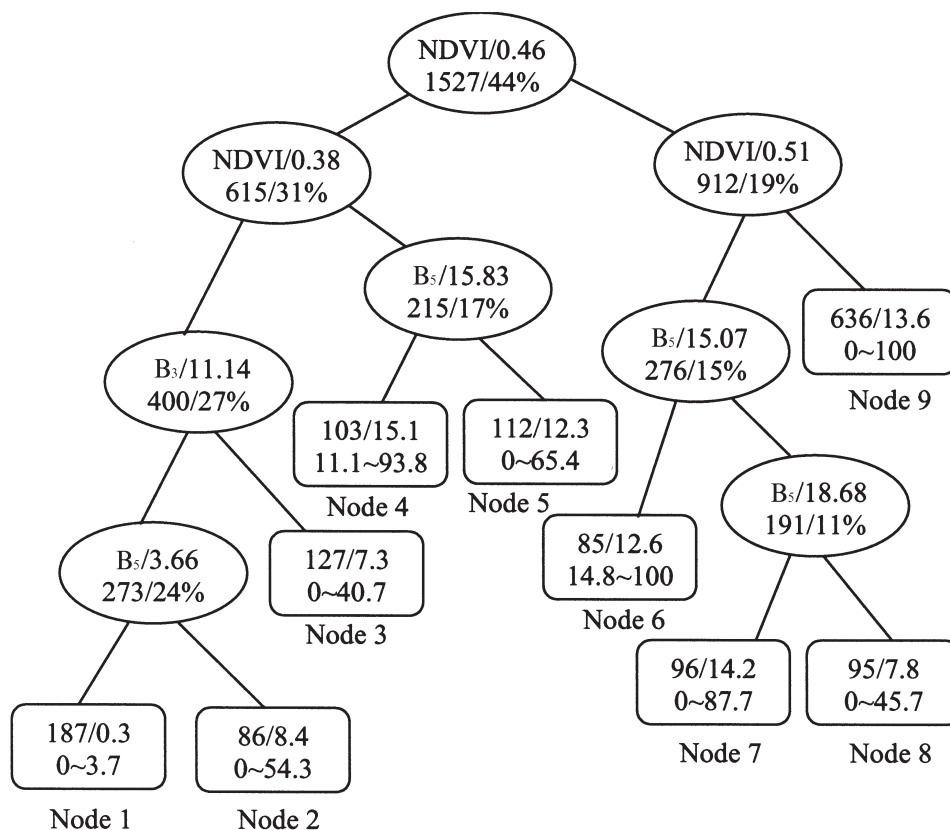 NDVI/0.46
1527/44%
NDVI/0.38
615/31%
NDVI/0.51
912/19%
B₅/15.83
215/17%
B₅/15.07
276/15%
636/13.6
0~100
Node 9
B₃/11.14
400/27%
103/15.1
11.1~93.8
Node 4
112/12.3
0~65.4
Node 5
B₅/18.68
191/11%
B₅/3.66
273/24%
127/7.3
0~40.7
Node 3
85/12.6
14.8~100
Node 6
96/14.2
0~87.7
Node 7
95/7.8
0~45.7
Node 8
187/0.3
0~3.7
Node 1
86/8.4
0~54.3
Node 2